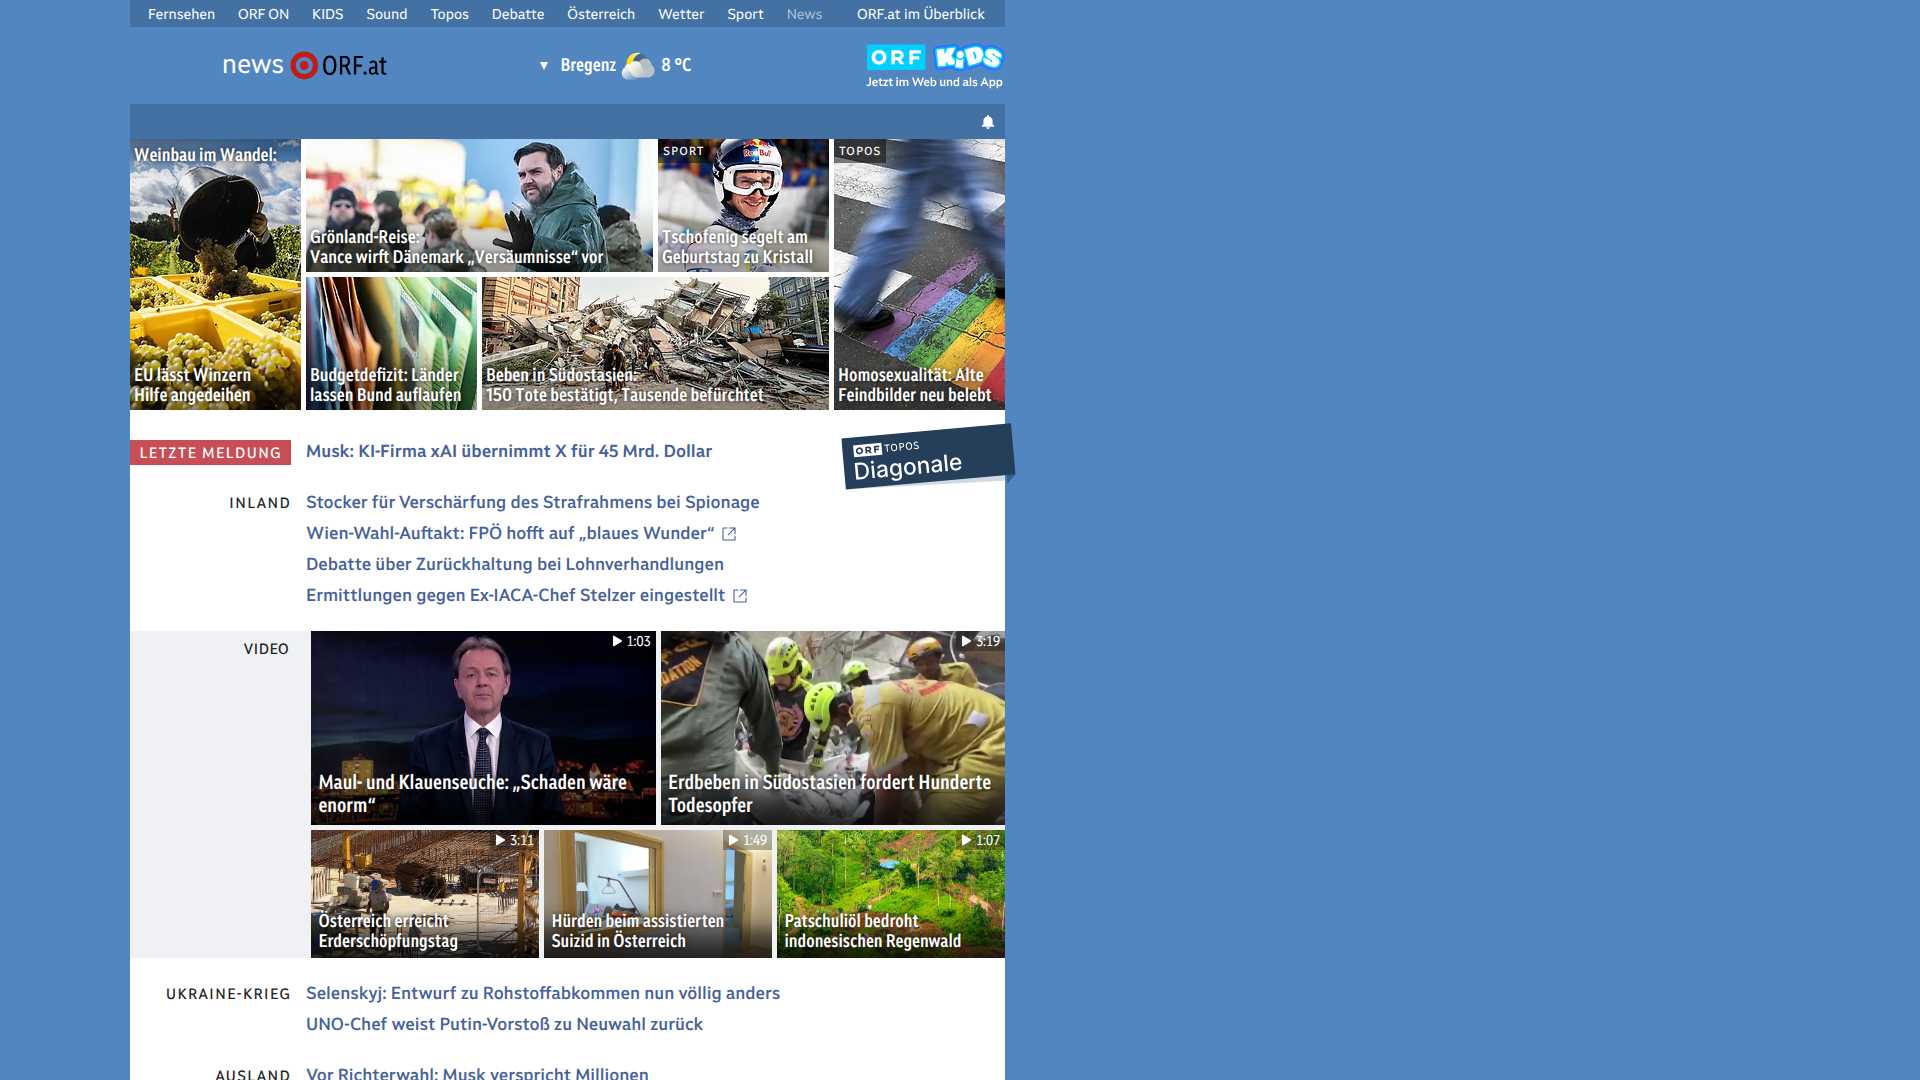 Fernsehen ORF ON KIDS Sound Topos Debatte Österreich Wetter Sport News ORF.at im Überblick
news ORF.at
▼ Bregenz 8 °C
ORF KiDS
Jetzt im Web und als App
Weinbau im Wandel:
EU lässt Winzern
Hilfe angedeihen
Grönland-Reise:
Vance wirft Dänemark „Versäumnisse“ vor
SPORT
Red Bull
Tschofenig segelt am
Geburtstag zu Kristall
TOPOS
Homosexualität: Alte
Feindbilder neu belebt
Budgetdefizit: Länder
lassen Bund auflaufen
Beben in Südostasien:
150 Tote bestätigt, Tausende befürchtet
LETZTE MELDUNG
Musk: KI-Firma xAI übernimmt X für 45 Mrd. Dollar
ORF TOPOS
Diagonale
INLAND
Stocker für Verschärfung des Strafrahmens bei Spionage
Wien-Wahl-Auftakt: FPÖ hofft auf „blaues Wunder“
Debatte über Zurückhaltung bei Lohnverhandlungen
Ermittlungen gegen Ex-IACA-Chef Stelzer eingestellt
VIDEO
1:03
Maul- und Klauenseuche: „Schaden wäre
enorm“
3:19
Erdbeben in Südostasien fordert Hunderte
Todesopfer
3:11
Österreich erreicht
Erderschöpfungstag
1:49
Hürden beim assistierten
Suizid in Österreich
1:07
Patschuliöl bedroht
indonesischen Regenwald
UKRAINE-KRIEG
Selenskyj: Entwurf zu Rohstoffabkommen nun völlig anders
UNO-Chef weist Putin-Vorstoß zu Neuwahl zurück
AUSLAND
Vor Richterwahl: Musk verspricht Millionen